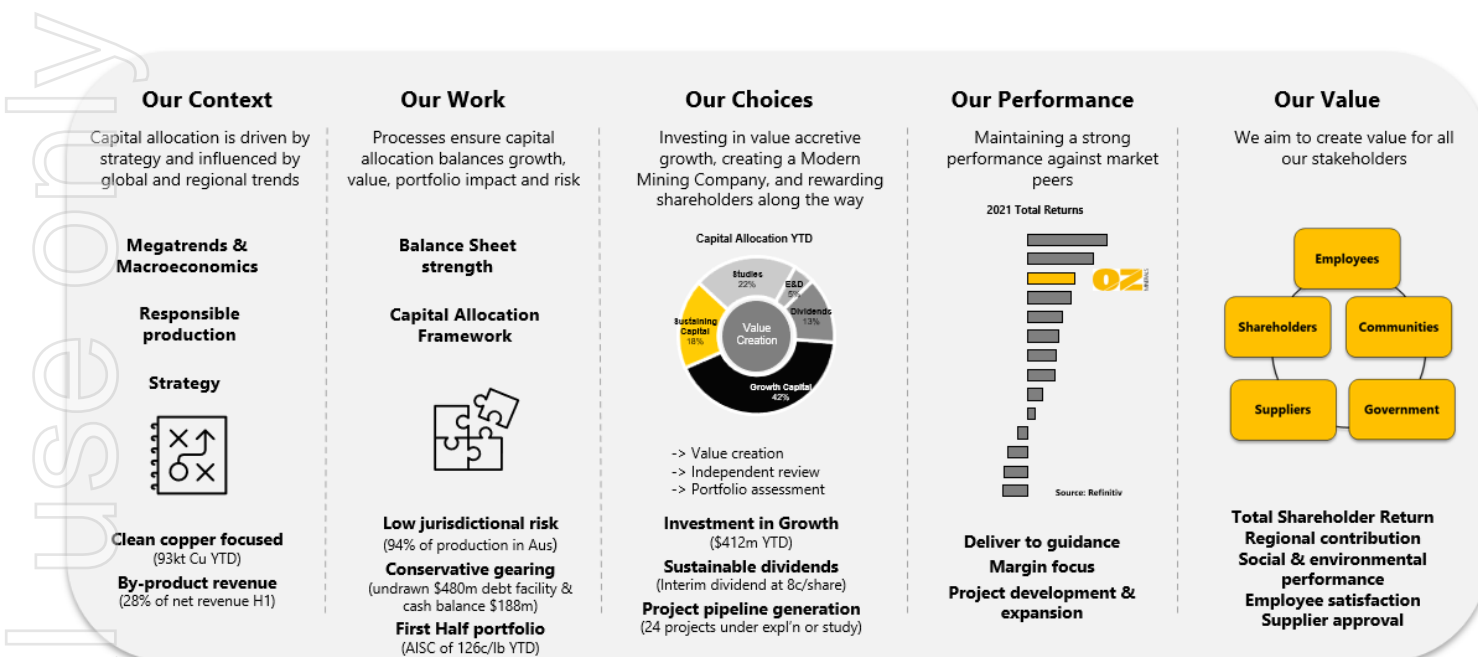 l use only
Our Context
Capital allocation is driven by
strategy and influenced by
global and regional trends
Megatrends &
Macroeconomics
Responsible
production
Strategy
Clean copper focused
(93kt Cu YTD)
By-product revenue
(28% of net revenue H1)
Our Work
Processes ensure capital
allocation balances growth,
value, portfolio impact and risk
Balance Sheet
strength
Capital Allocation
Framework
Low jurisdictional risk
(94% of production in Aus)
Conservative gearing
(undrawn $480m debt facility &
cash balance $188m)
First Half portfolio
(AISC of 126c/lb YTD)
Our Choices
Investing in value accretive
growth, creating a Modern
Mining Company, and rewarding
shareholders along the way
Capital Allocation YTD
Studies
22%
E&D
5%
Dividends
13%
Sustaining
Capital
18%
Value
Creation
Growth Capital
42%
-> Value creation
-> Independent review
-> Portfolio assessment
Investment in Growth
($412m YTD)
Sustainable dividends
(Interim dividend at 8c/share)
Project pipeline generation
(24 projects under expl'n or study)
Our Performance
Maintaining a strong
performance against market
peers
2021 Total Returns
OZ
MINERALS
Source: Refinitiv
Deliver to guidance
Margin focus
Project development &
expansion
Our Value
We aim to create value for all
our stakeholders
Employees
Shareholders
Communities
Suppliers
Government
Total Shareholder Return
Regional contribution
Social & environmental
performance
Employee satisfaction
Supplier approval